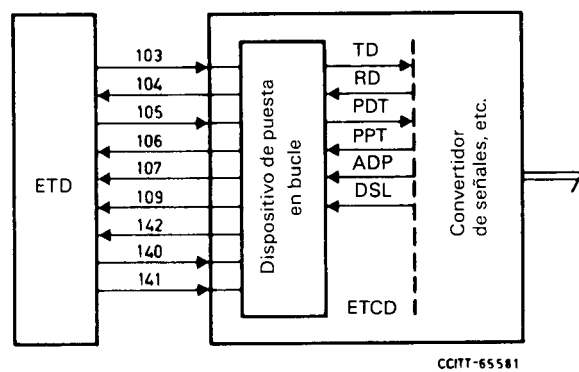 ETD
103
104
105
106
107
109
142
140
141
Dispositivo de puesta
en bucle
TD
RD
PDT
PPT
ADP
DSL
ETCD
Convertidor
de señales, etc.
CCITT-65581